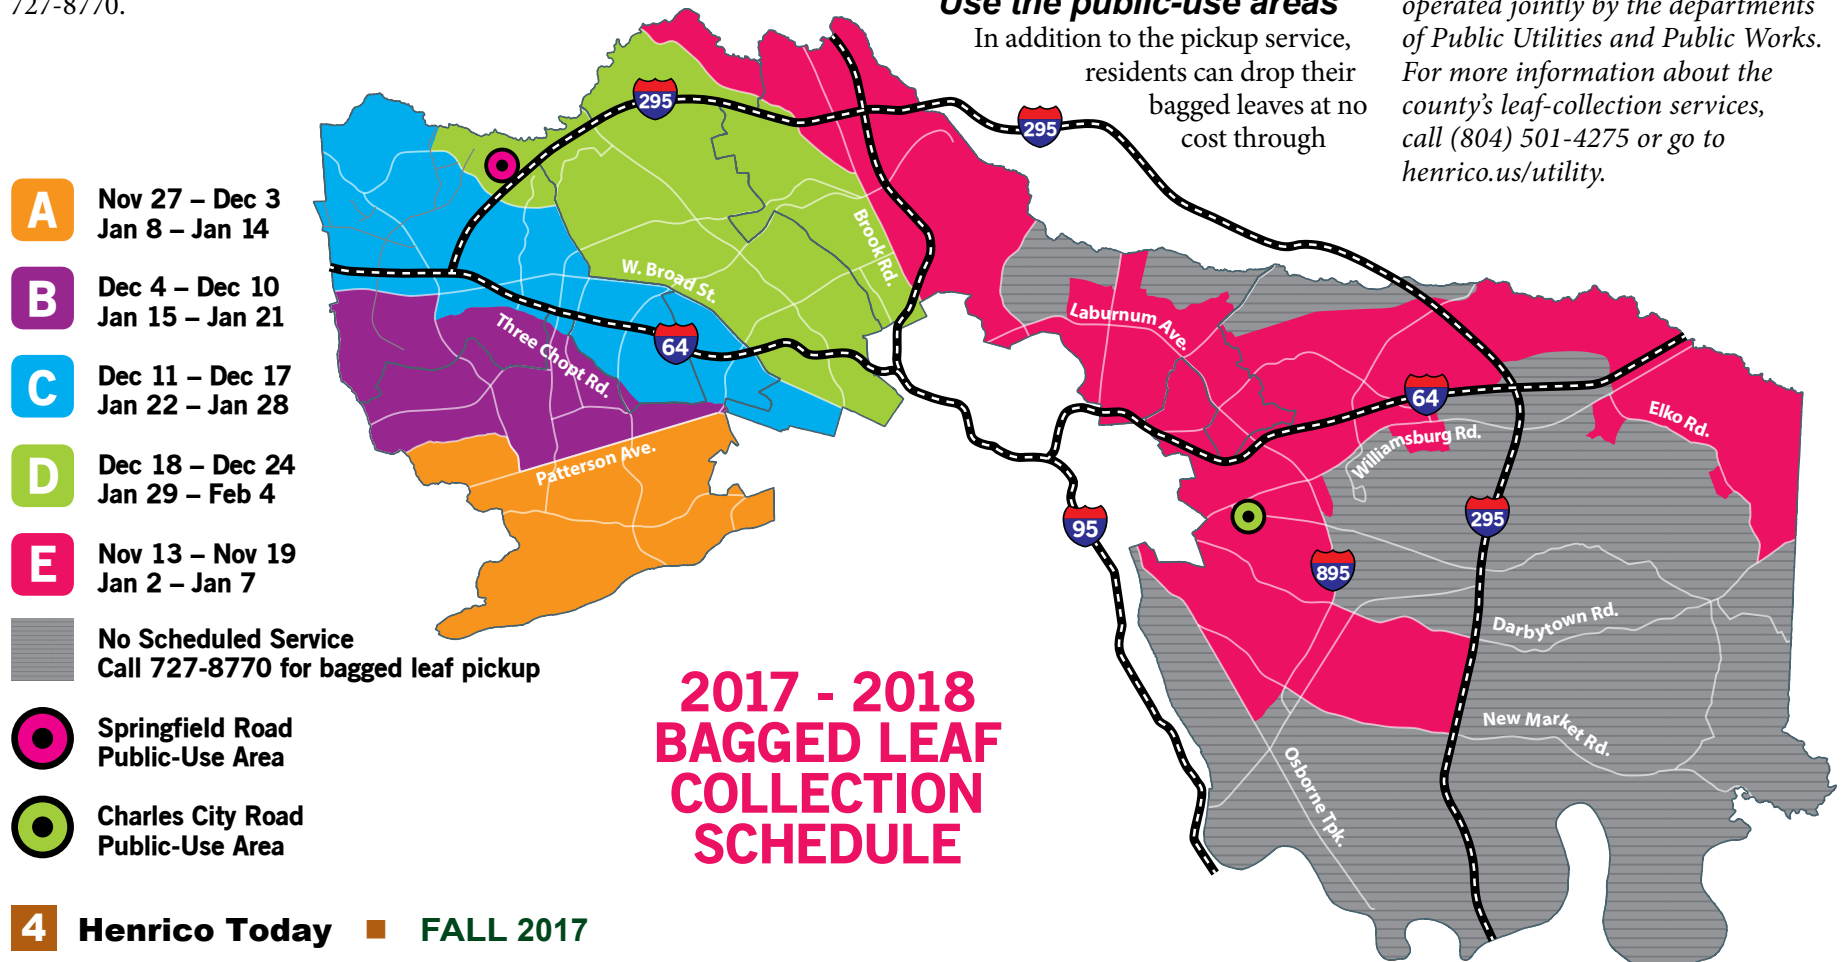 727-8770.
Use the public-use areas
In addition to the pickup service,
residents can drop their
bagged leaves at no
cost through
operated jointly by the departments
of Public Utilities and Public Works.
For more information about the
county’s leaf-collection services,
call (804) 501-4275 or go to
henrico.us/utility.
A
Nov 27 – Dec 3
Jan 8 – Jan 14
B
Dec 4 – Dec 10
Jan 15 – Jan 21
C
Dec 11 – Dec 17
Jan 22 – Jan 28
D
Dec 18 – Dec 24
Jan 29 – Feb 4
E
Nov 13 – Nov 19
Jan 2 – Jan 7
No Scheduled Service
Call 727-8770 for bagged leaf pickup
Springfield Road
Public-Use Area
Charles City Road
Public-Use Area
295
295
Brook Rd.
W. Broad St.
Three Chopt Rd.
64
Patterson Ave.
Laburnum Ave.
64
Williamsburg Rd.
Elko Rd.
95
295
895
Darbytown Rd.
New Market Rd.
Osborne Tpk.
2017 - 2018
BAGGED LEAF
COLLECTION
SCHEDULE
4 Henrico Today ■ FALL 2017